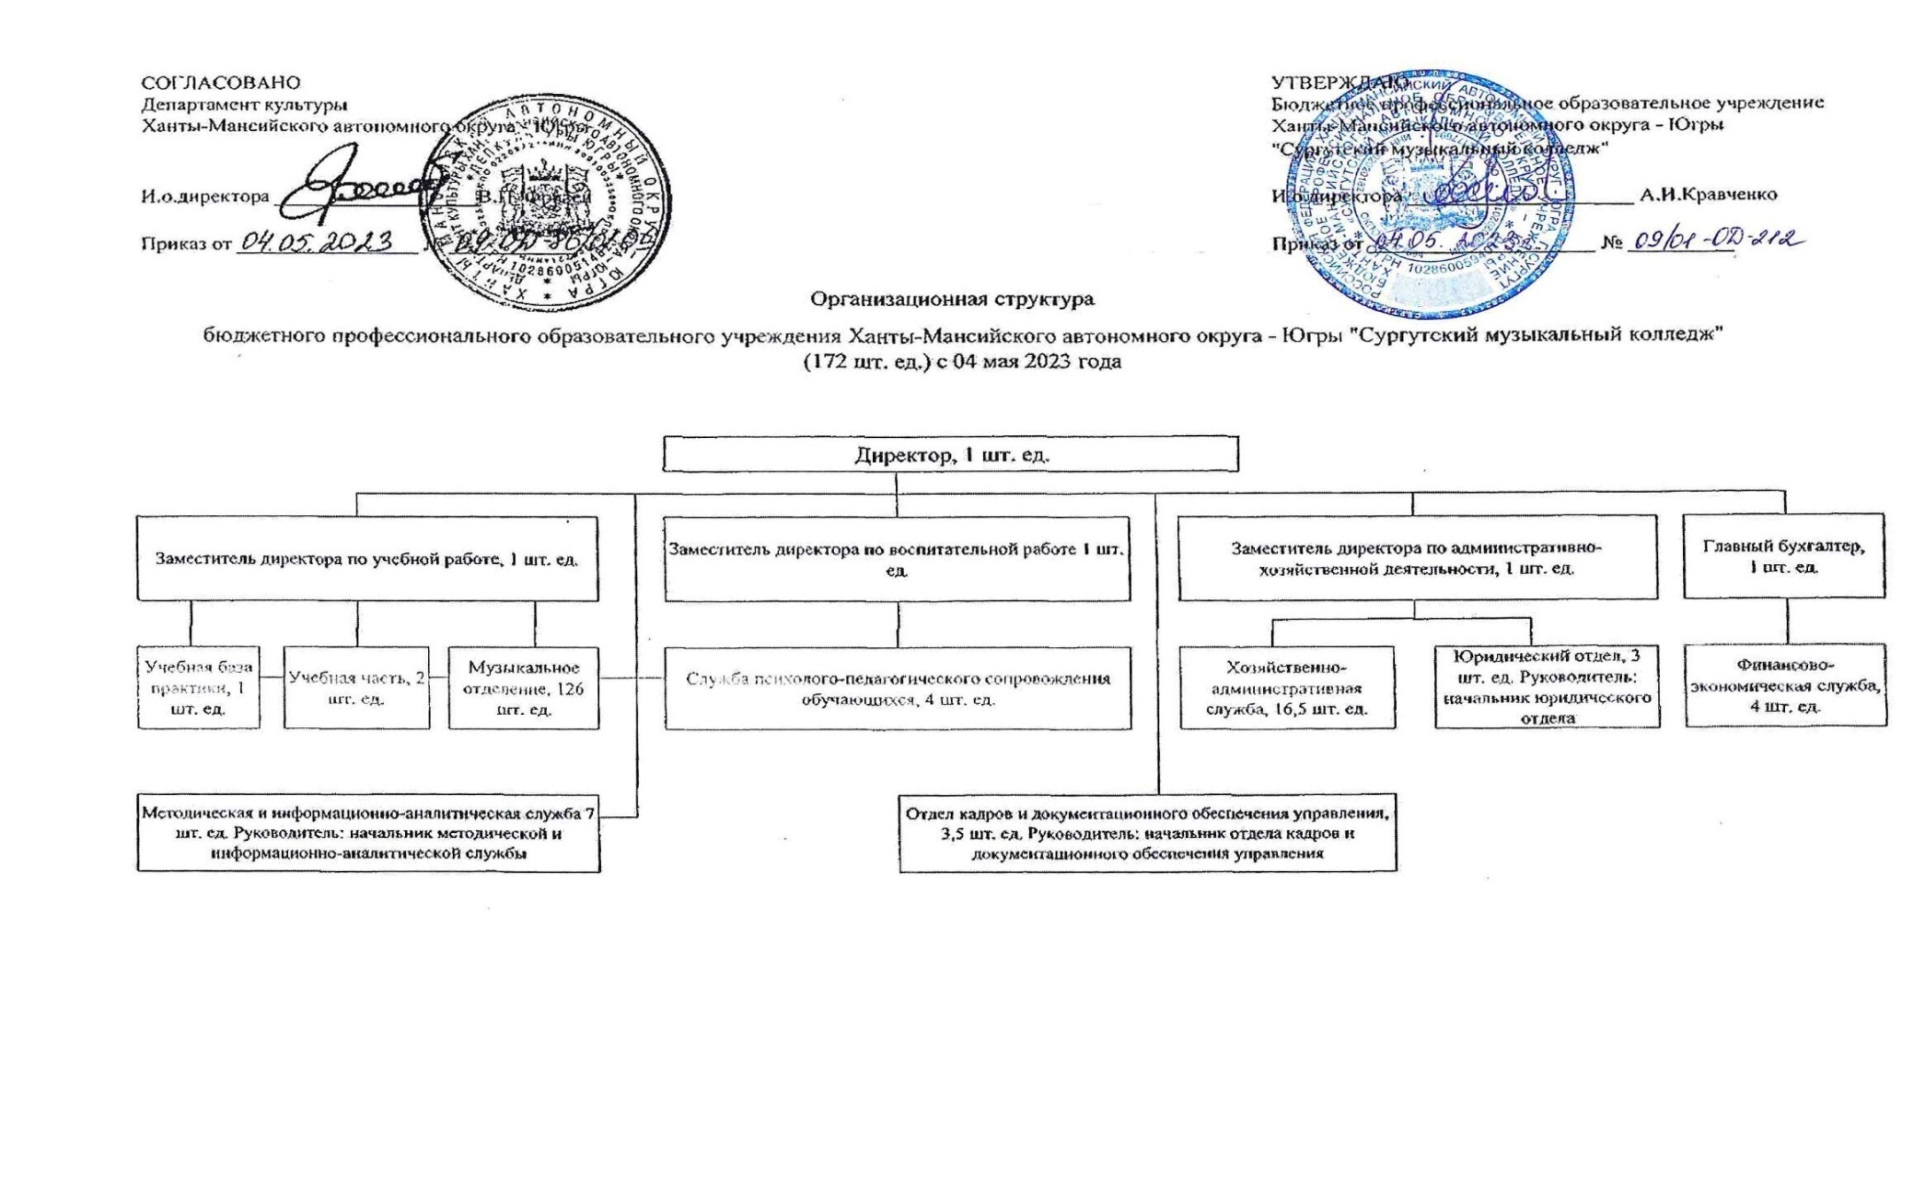 СОГЛАСОВАНО
Департамент культуры
Ханты-Мансийского автономного округа - Югры
И.о.директора
Приказ от 04.05.2023
УТВЕРЖДАЮ
Бюджетное профессиональное образовательное учреждение
Ханты-Мансийского автономного округа - Югры
"Сургутский музыкальный колледж"
И.о.директора А.И.Кравченко
Приказ от 04.05.2023 № 09/01-ОД-212
Организационная структура
бюджетного профессионального образовательного учреждения Ханты-Мансийского автономного округа - Югры "Сургутский музыкальный колледж"
(172 шт. ед.) с 04 мая 2023 года
Директор, 1 шт. ед.
Заместитель директора по учебной работе, 1 шт. ед.
Заместитель директора по воспитательной работе 1 шт.
ед.
Заместитель директора по административно-
хозяйственной деятельности, 1 шт. ед.
Главный бухгалтер,
1 шт. ед.
Учебная база
практики, 1
шт. ед.
Учебная часть, 2
шт. ед.
Музыкальное
отделение, 126
шт. ед.
Служба психолого-педагогического сопровождения
обучающихся, 4 шт. ед.
Хозяйственно-
административная
служба, 16,5 шт. ед.
Юридический отдел, 3
шт. ед. Руководитель:
начальник юридического
отдела
Финансово-
экономическая служба,
4 шт. ед.
Методическая и информационно-аналитическая служба 7
шт. ед. Руководитель: начальник методической и
информационно-аналитической службы
Отдел кадров и документационного обеспечения управления,
3,5 шт. ед. Руководитель: начальник отдела кадров и
документационного обеспечения управления